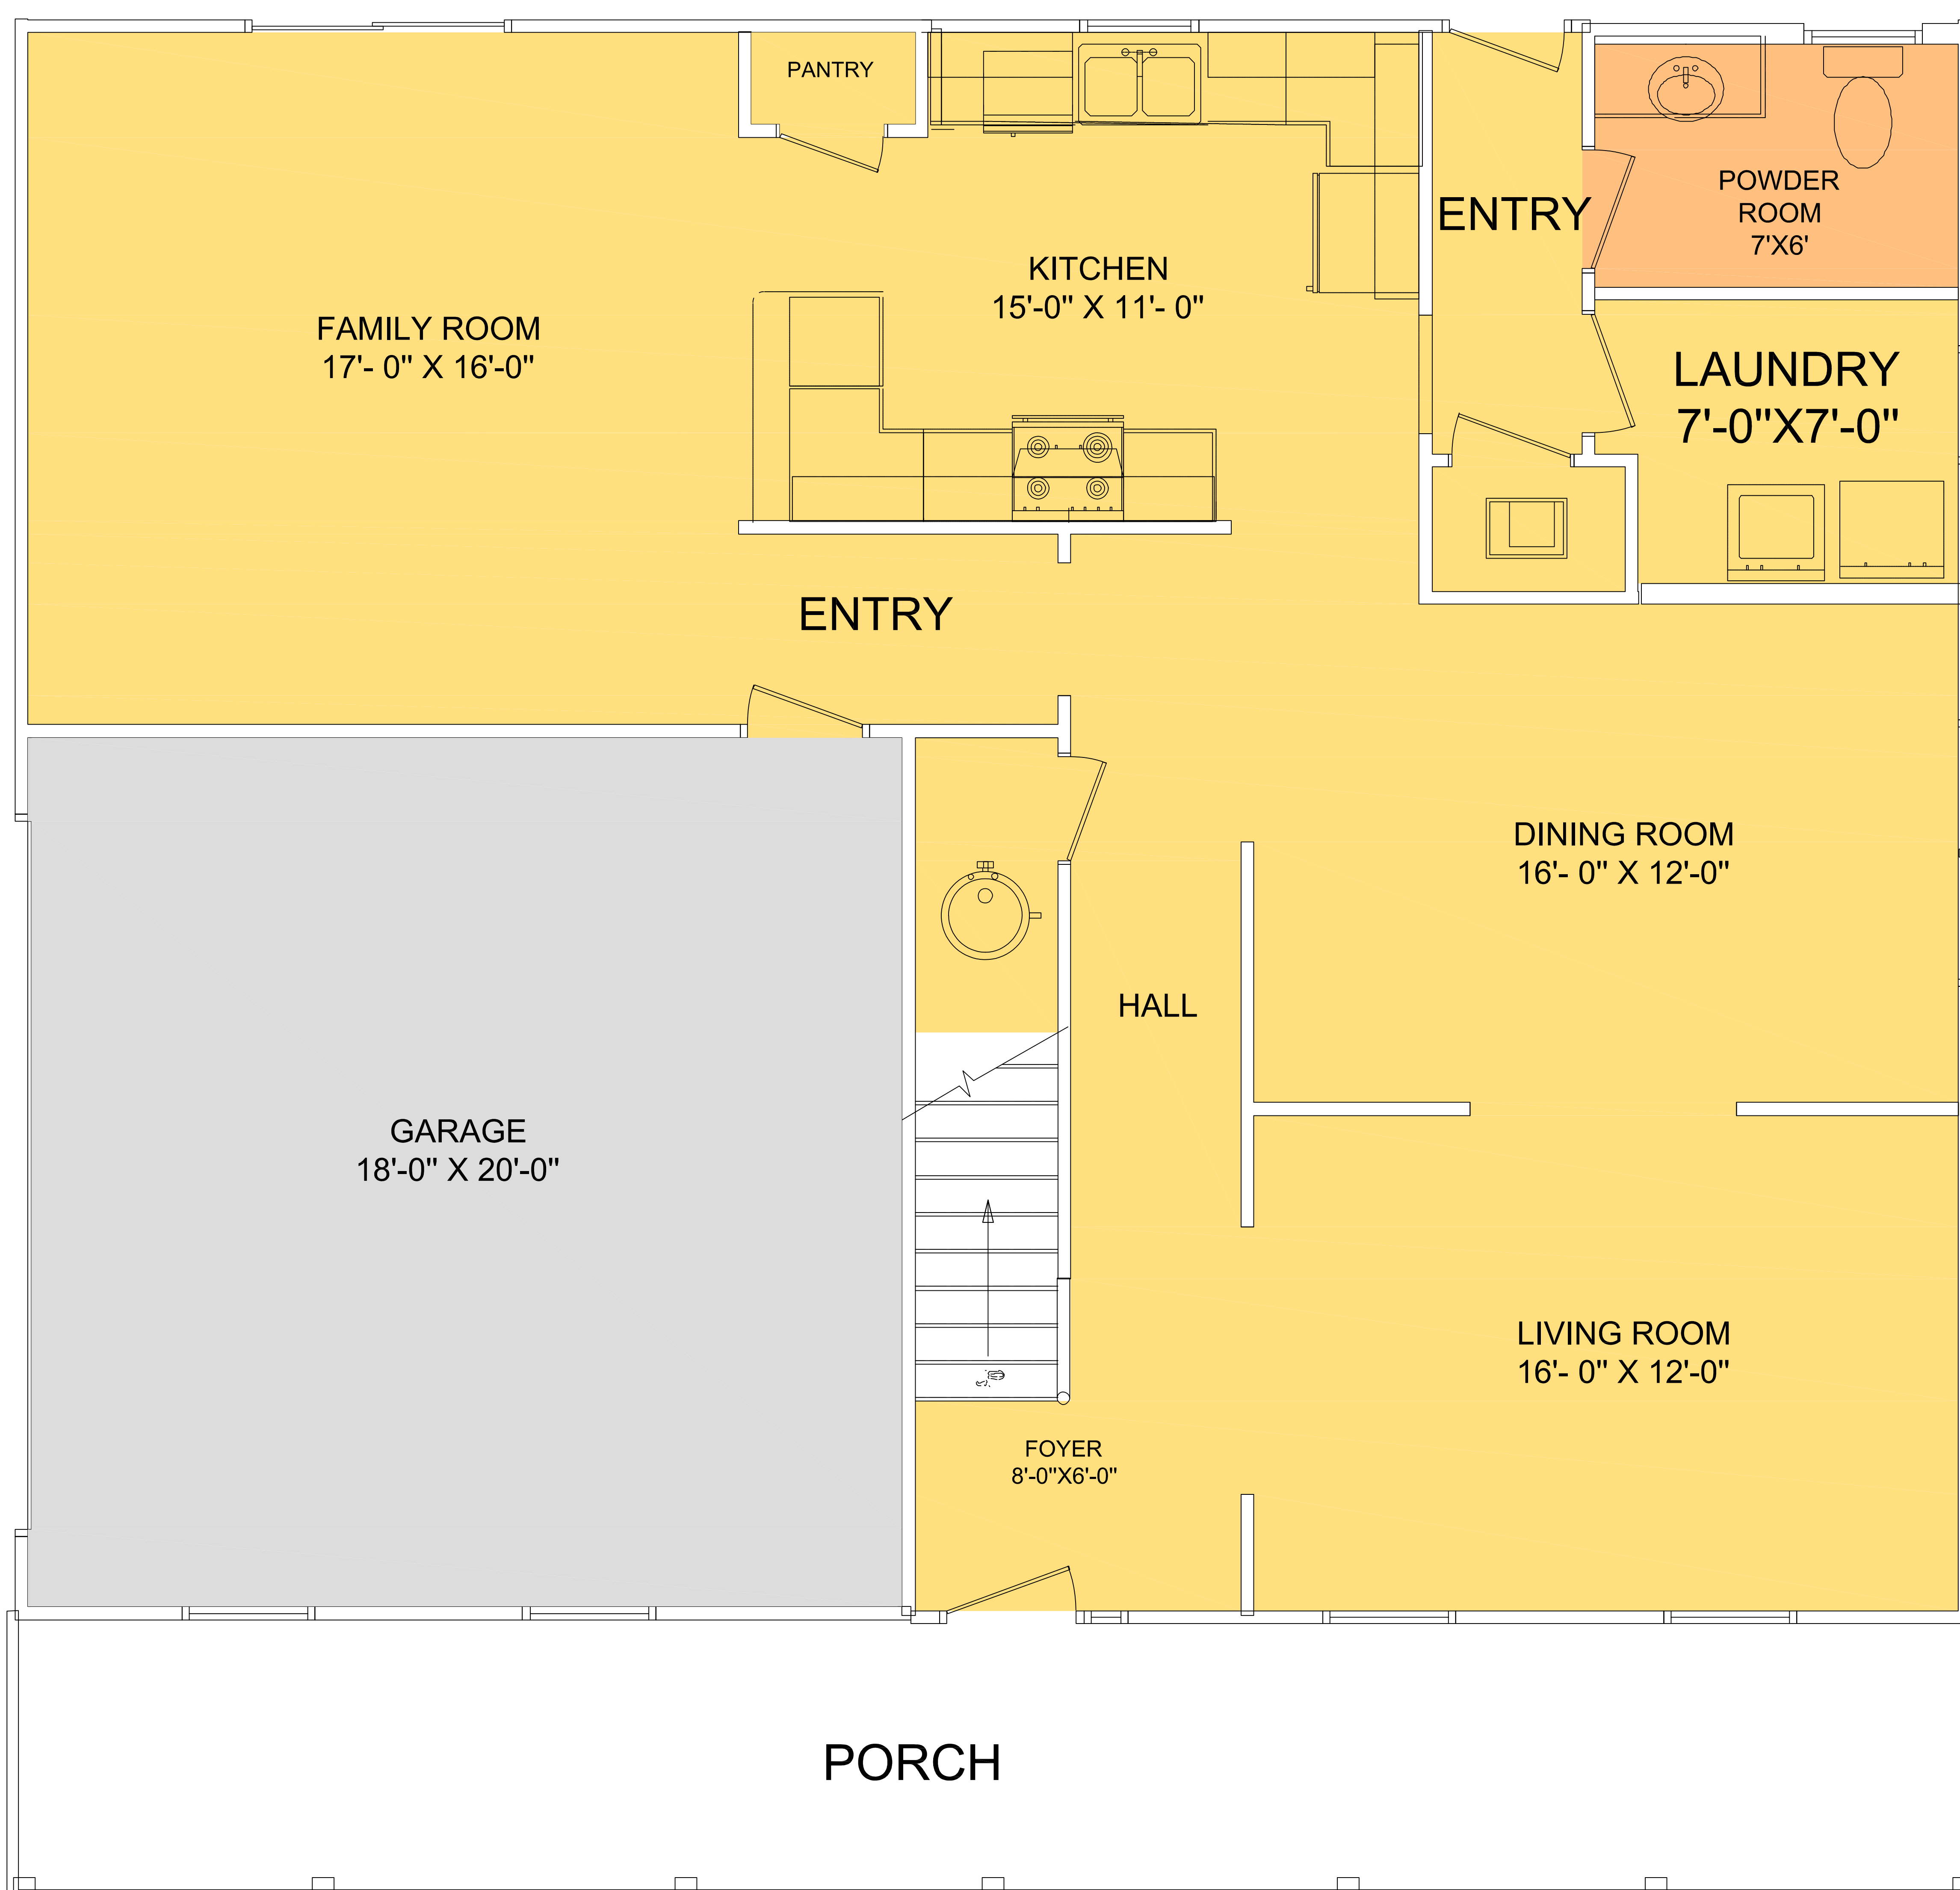 PANTRY
POWDER
ROOM
7'X6'
ENTRY
KITCHEN
15'-0" X 11'- 0"
FAMILY ROOM
17'- 0" X 16'-0"
LAUNDRY
7'-0"X7'-0"
ENTRY
DINING ROOM
16'- 0" X 12'-0"
HALL
GARAGE
18'-0" X 20'-0"
LIVING ROOM
16'- 0" X 12'-0"
FOYER
8'-0"X6'-0"
PORCH